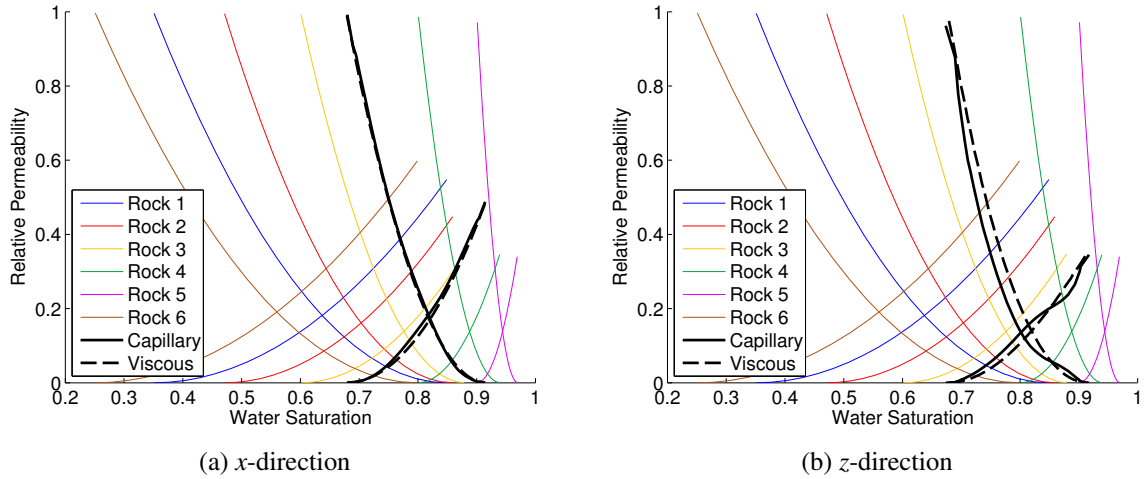 1
0.8
0.6
0.4
0.2
0
Relative Permeability
Rock 1
Rock 2
Rock 3
Rock 4
Rock 5
Rock 6
Capillary
Viscous
0.2 0.3 0.4 0.5 0.6 0.7 0.8 0.9 1
Water Saturation
(a) x-direction
1
0.8
0.6
0.4
0.2
0
Relative Permeability
Rock 1
Rock 2
Rock 3
Rock 4
Rock 5
Rock 6
Capillary
Viscous
0.2 0.3 0.4 0.5 0.6 0.7 0.8 0.9 1
Water Saturation
(b) z-direction